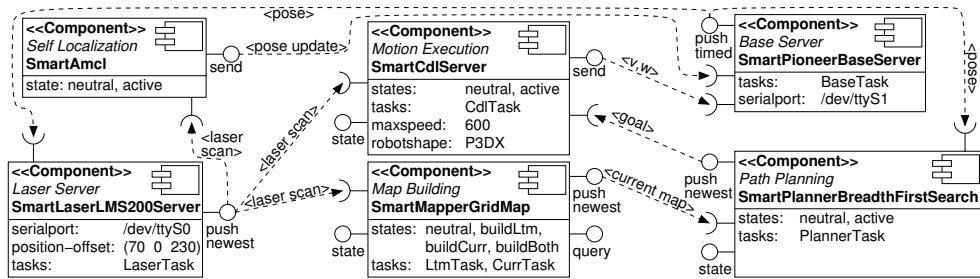 <pose>
<<Component>>
Self Localization
SmartAmcl
state: neutral, active
send
<pose update>
<<Component>>
Motion Execution
SmartCdlServer
states: neutral, active
tasks: CdlTask
maxspeed: 600
robotshape: P3DX
send
state
<v,w>
push
timed
<<Component>>
Base Server
SmartPioneerBaseServer
tasks: BaseTask
serialport: /dev/ttyS1
<pose>
<laser
scan>
<laser scan>
<goal>
<<Component>>
Laser Server
SmartLaserLMS200Server
serialport: /dev/ttyS0
position−offset: (70 0 230)
tasks: LaserTask
push
newest
<laser scan>
<<Component>>
Map Building
SmartMapperGridMap
states: neutral, buildLtm,
buildCurr, buildBoth
tasks: LtmTask, CurrTask
state
push
newest
query
<current map>
push
newest
<<Component>>
Path Planning
SmartPlannerBreadthFirstSearch
states: neutral, active
tasks: PlannerTask
state